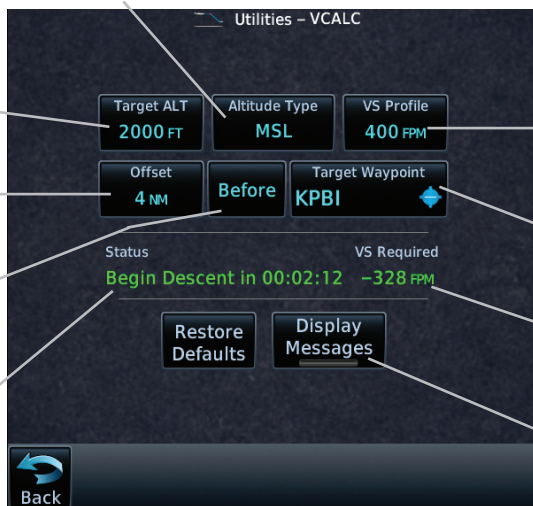 Utilities – VCALC
Target ALT
2000 FT
Altitude Type
MSL
VS Profile
400 FPM
Offset
4 NM
Before
Target Waypoint
KPBI
Status
VS Required
Begin Descent in 00:02:12
−328 FPM
Restore
Defaults
Display
Messages
Back